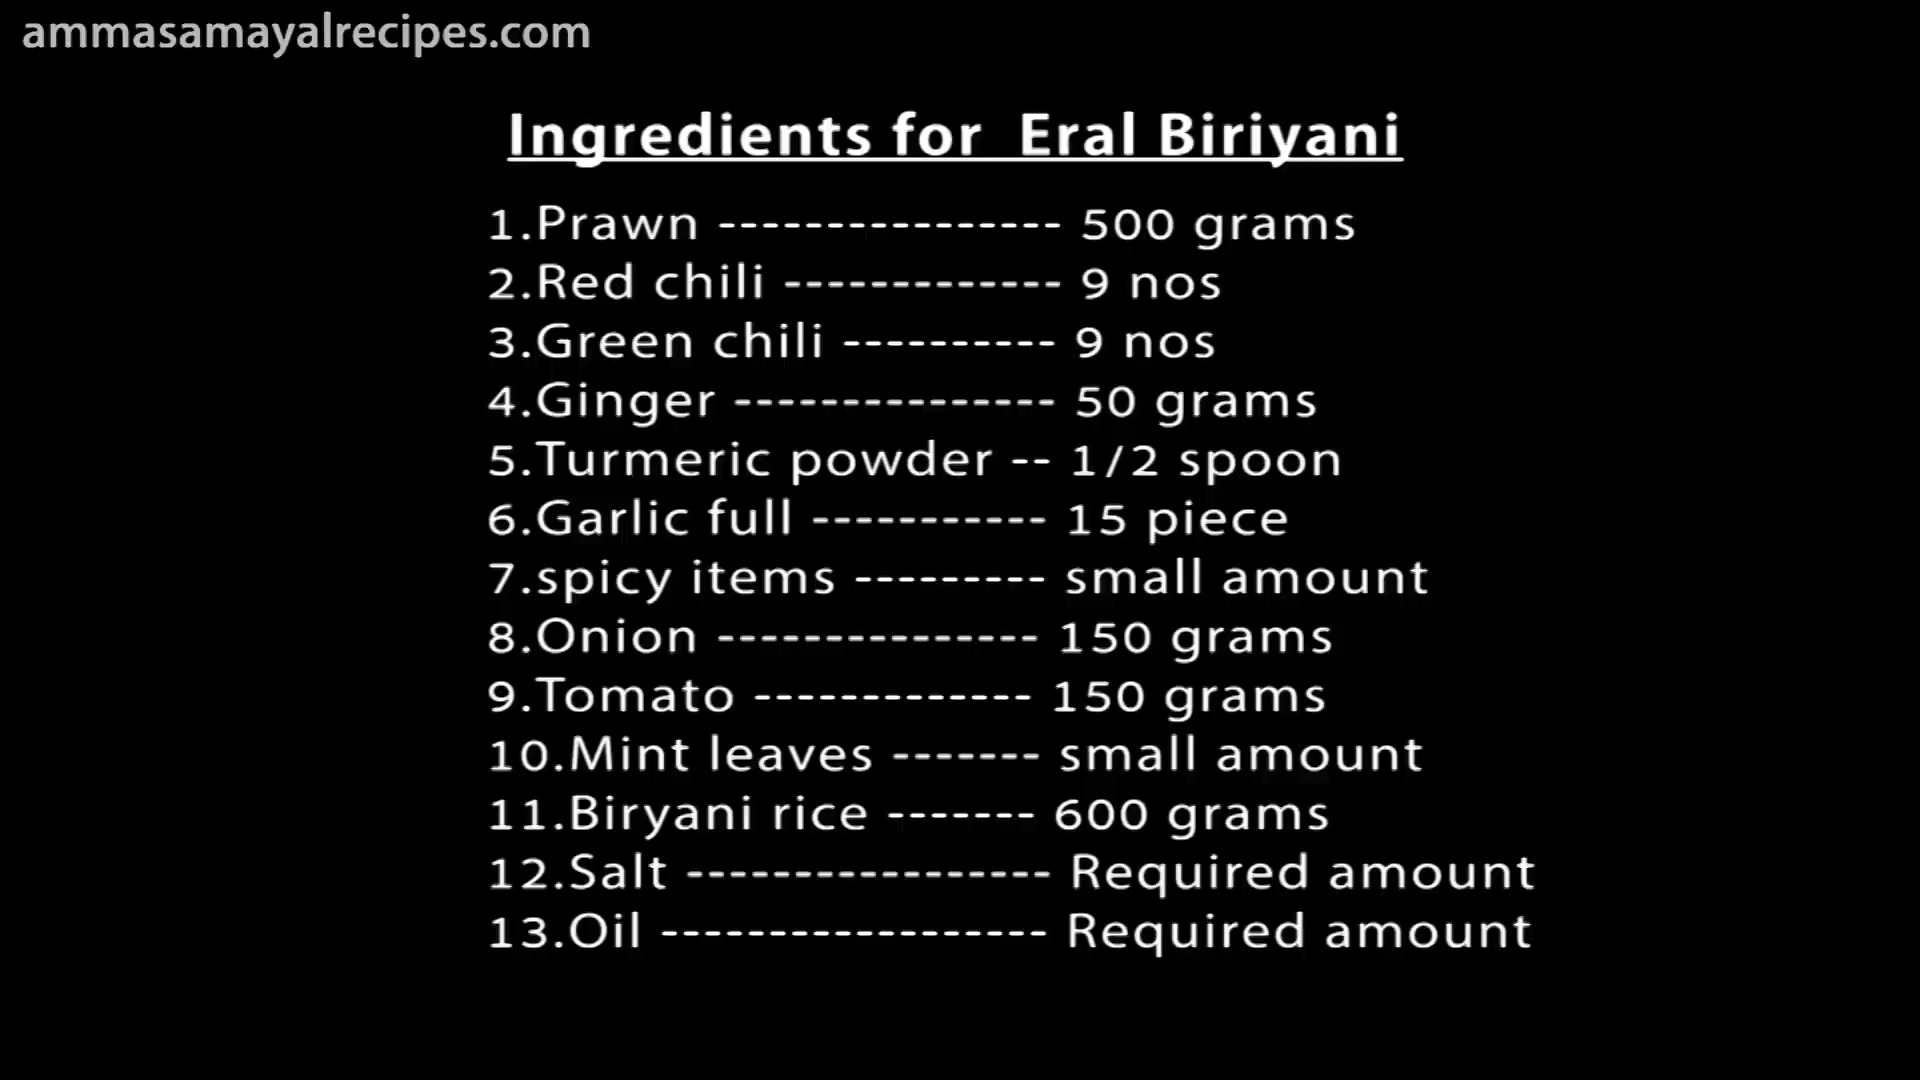 ammasamayalrecipes.com
Ingredients for  Eral Biriyani
1.Prawn ---------------- 500 grams
2.Red chili ------------- 9 nos
3.Green chili ---------- 9 nos
4.Ginger --------------- 50 grams
5.Turmeric powder -- 1/2 spoon
6.Garlic full ----------- 15 piece
7.spicy items --------- small amount
8.Onion --------------- 150 grams
9.Tomato ------------- 150 grams
10.Mint leaves ------- small amount
11.Biryani rice ------- 600 grams
12.Salt ----------------- Required amount
13.Oil ------------------ Required amount